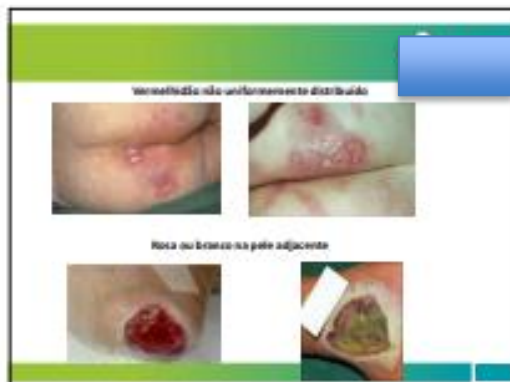 Vermelhidão não uniformemente distribuído
Rosa ou branco na pele adjacente